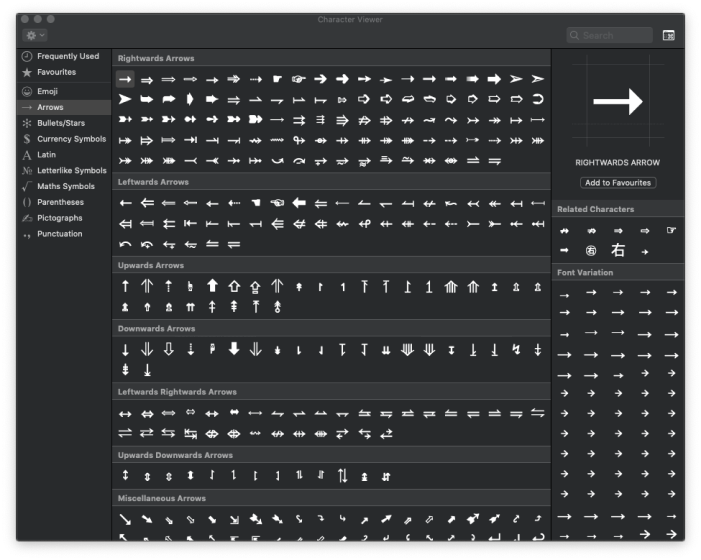 Character Viewer
Search
Frequently Used
Favourites
Emoji
Arrows
Bullets/Stars
Currency Symbols
Latin
Letterlike Symbols
Maths Symbols
Parentheses
Pictographs
Punctuation
Rightwards Arrows
Leftwards Arrows
Upwards Arrows
Downwards Arrows
Leftwards Rightwards Arrows
Upwards Downwards Arrows
Miscellaneous Arrows
RIGHTWARDS ARROW
Add to Favourites
Related Characters
右
Font Variation